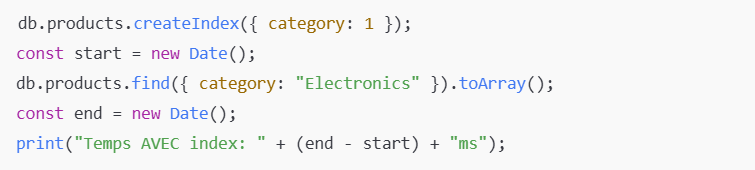 db.products.createIndex({ category: 1 });
const start = new Date();
db.products.find({ category: "Electronics" }).toArray();
const end = new Date();
print("Temps AVEC index: " + (end - start) + "ms");